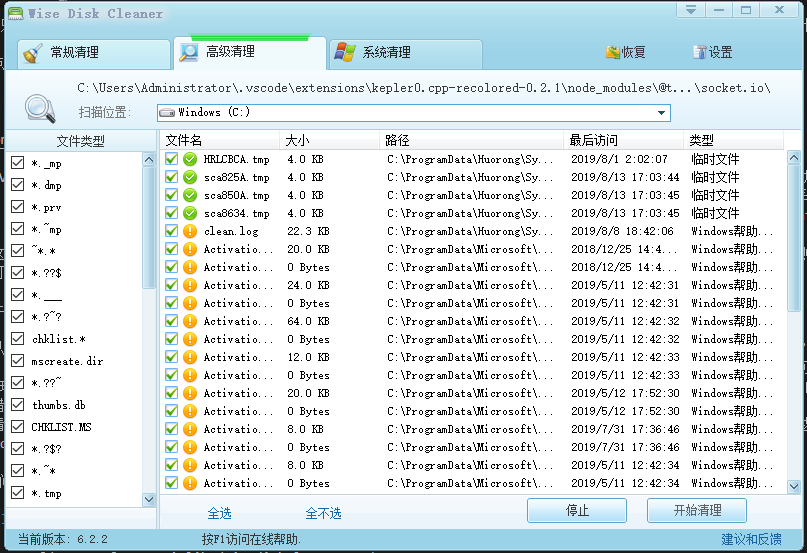 Wise Disk Cleaner
常规清理 高级清理 系统清理 恢复 设置
C:\Users\Administrator\.vscode\extensions\kepler0.cpp-recolored-0.2.1\node_modules\@t...\socket.io\
扫描位置: Windows (C:)
文件类型 文件名 大小 路径 最后访问 类型
*._mp HRLCBCA.tmp 4.0 KB C:\ProgramData\Huorong\Sy... 2019/8/1 2:02:07 临时文件
*.dmp sca825A.tmp 4.0 KB C:\ProgramData\Huorong\Sy... 2019/8/13 17:03:44 临时文件
*.prv sca850A.tmp 4.0 KB C:\ProgramData\Huorong\Sy... 2019/8/13 17:03:45 临时文件
*.~mp sca8634.tmp 4.0 KB C:\ProgramData\Huorong\Sy... 2019/8/13 17:03:45 临时文件
~*.* clean.log 22.3 KB C:\ProgramData\Huorong\Sy... 2019/8/8 18:42:06 Windows帮助...
*.??$ Activatio... 20.0 KB C:\ProgramData\Microsoft\... 2018/12/25 14:4... Windows帮助...
*.___ Activatio... 0 Bytes C:\ProgramData\Microsoft\... 2018/12/25 14:4... Windows帮助...
*.?~? Activatio... 24.0 KB C:\ProgramData\Microsoft\... 2019/5/11 12:42:31 Windows帮助...
chklist.* Activatio... 0 Bytes C:\ProgramData\Microsoft\... 2019/5/11 12:42:31 Windows帮助...
mscreate.dir Activatio... 64.0 KB C:\ProgramData\Microsoft\... 2019/5/11 12:42:32 Windows帮助...
*.??~ Activatio... 0 Bytes C:\ProgramData\Microsoft\... 2019/5/11 12:42:32 Windows帮助...
thumbs.db Activatio... 12.0 KB C:\ProgramData\Microsoft\... 2019/5/11 12:42:33 Windows帮助...
CHKLIST.MS Activatio... 0 Bytes C:\ProgramData\Microsoft\... 2019/5/11 12:42:33 Windows帮助...
*.?$? Activatio... 20.0 KB C:\ProgramData\Microsoft\... 2019/5/12 17:52:30 Windows帮助...
*.~* Activatio... 0 Bytes C:\ProgramData\Microsoft\... 2019/5/12 17:52:30 Windows帮助...
*.tmp Activatio... 8.0 KB C:\ProgramData\Microsoft\... 2019/7/31 17:36:46 Windows帮助...
Activatio... 0 Bytes C:\ProgramData\Microsoft\... 2019/7/31 17:36:46 Windows帮助...
Activatio... 8.0 KB C:\ProgramData\Microsoft\... 2019/5/11 12:42:34 Windows帮助...
Activatio... 0 Bytes C:\ProgramData\Microsoft\... 2019/5/11 12:42:34 Windows帮助...
全选 全不选 停止 开始清理
当前版本: 6.2.2 按F1访问在线帮助. 建议和反馈